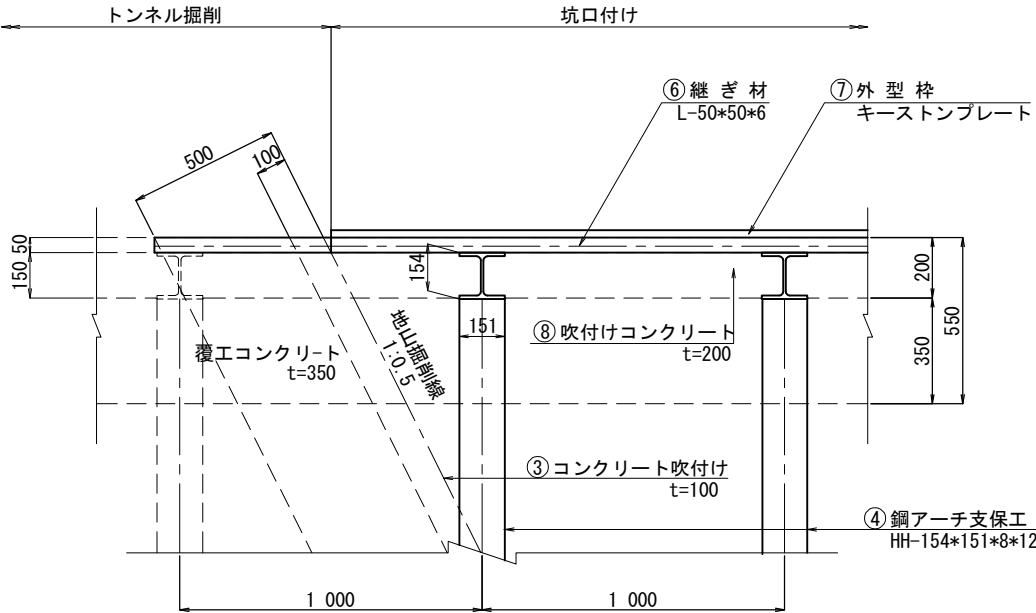 トンネル掘削
坑口付け
⑥継ぎ材
L-50*50*6
⑦外型枠
キーストンプレート
500
100
50
150
154
200
550
350
151
地山掘削線
1:0.5
⑧吹付けコンクリート
t=200
覆工コンクリート
t=350
③コンクリート吹付け
t=100
④鋼アーチ支保工
HH-154*151*8*12
1 000
1 000